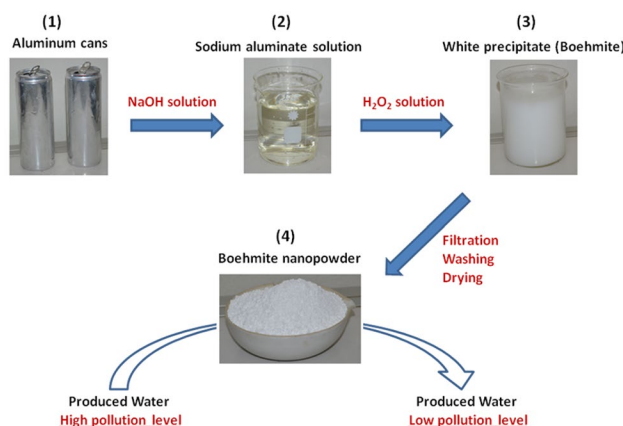 (1)
Aluminum cans
(2)
Sodium aluminate solution
(3)
White precipitate (Boehmite)
NaOH solution
H₂O₂ solution
Filtration
Washing
Drying
(4)
Boehmite nanopowder
Produced Water
High pollution level
Produced Water
Low pollution level